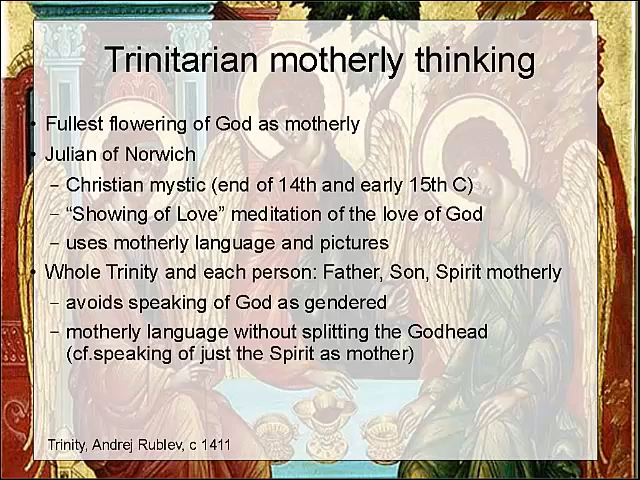 Trinitarian motherly thinking
• Fullest flowering of God as motherly
• Julian of Norwich
– Christian mystic (end of 14th and early 15th C)
– “Showing of Love” meditation of the love of God
– uses motherly language and pictures
• Whole Trinity and each person: Father, Son, Spirit motherly
– avoids speaking of God as gendered
– motherly language without splitting the Godhead
(cf.speaking of just the Spirit as mother)
Trinity, Andrej Rublev, c 1411